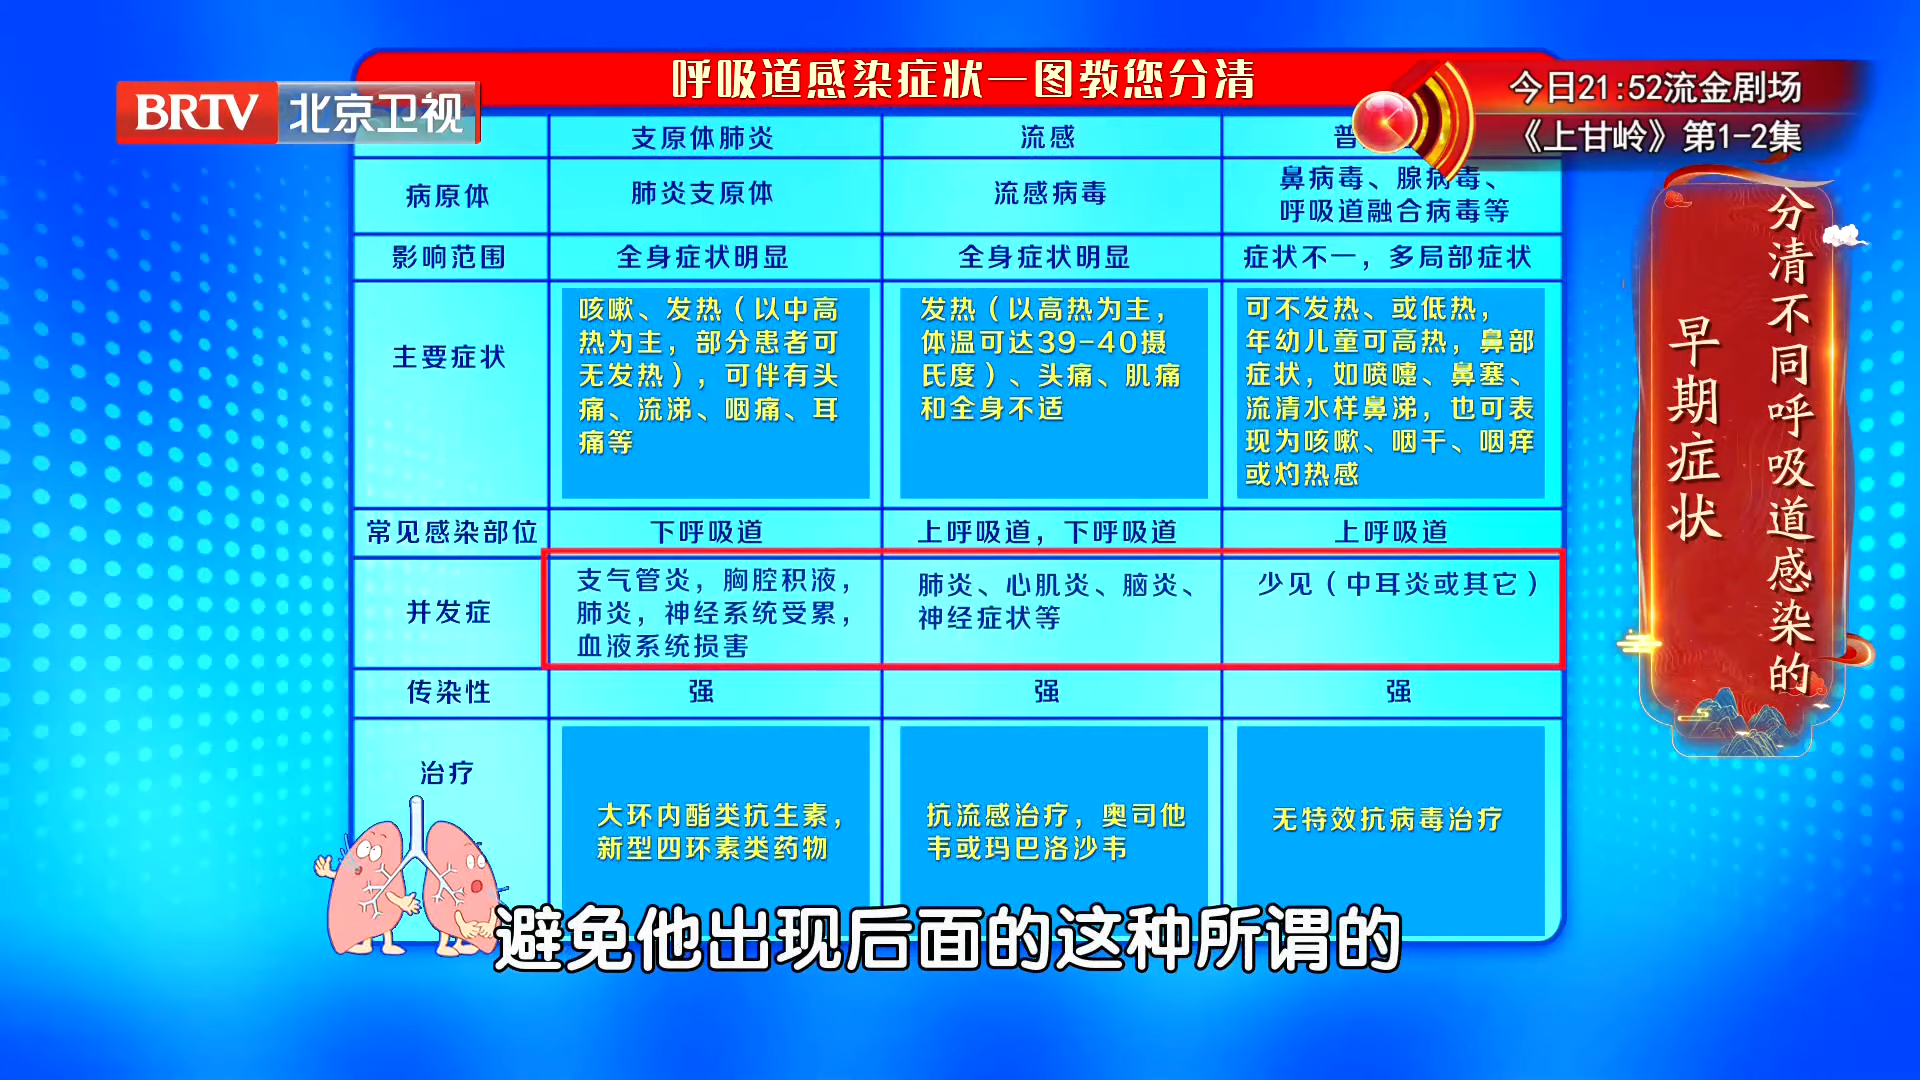 呼吸道感染症状一图教您分清
BRTV 北京卫视
今日21:52流金剧场
《上甘岭》第1-2集
支原体肺炎
流感
普
病原体
肺炎支原体
流感病毒
鼻病毒、腺病毒、
呼吸道融合病毒等
影响范围
全身症状明显
全身症状明显
症状不一，多局部症状
主要症状
咳嗽、发热（以中高
热为主，部分患者可
无发热），可伴有头
痛、流涕、咽痛、耳
痛等
发热（以高热为主，
体温可达39-40摄
氏度）、头痛、肌痛
和全身不适
可不发热、或低热，
年幼儿童可高热，鼻部
症状，如喷嚏、鼻塞、
流清水样鼻涕，也可表
现为咳嗽、咽干、咽痒
或灼热感
常见感染部位
下呼吸道
上呼吸道，下呼吸道
上呼吸道
并发症
支气管炎，胸腔积液，
肺炎，神经系统受累，
血液系统损害
肺炎、心肌炎、脑炎、
神经症状等
少见（中耳炎或其它）
传染性
强
强
强
治疗
大环内酯类抗生素，
新型四环素类药物
抗流感治疗，奥司他
韦或玛巴洛沙韦
无特效抗病毒治疗
分清不同呼吸道感染的
早期症状
避免他出现后面的这种所谓的